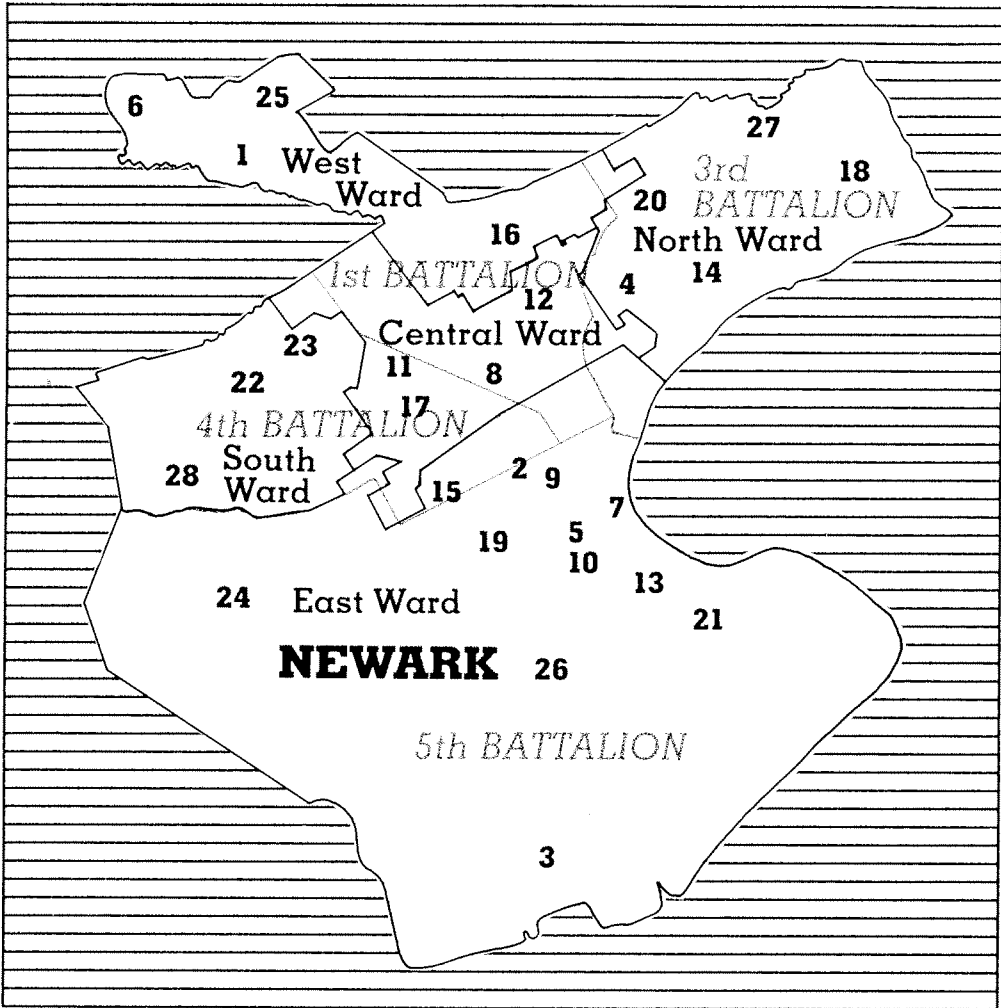 25
6
27
1
West
Ward
3rd
18
BATTALION
20
16
North Ward
1st BATTALION
14
4
12
Central Ward
23
11
8
22
17
4th BATTALION
South
Ward
28
2
9
15
7
5
19
10
13
24
East Ward
21
NEWARK
26
5th BATTALION
3